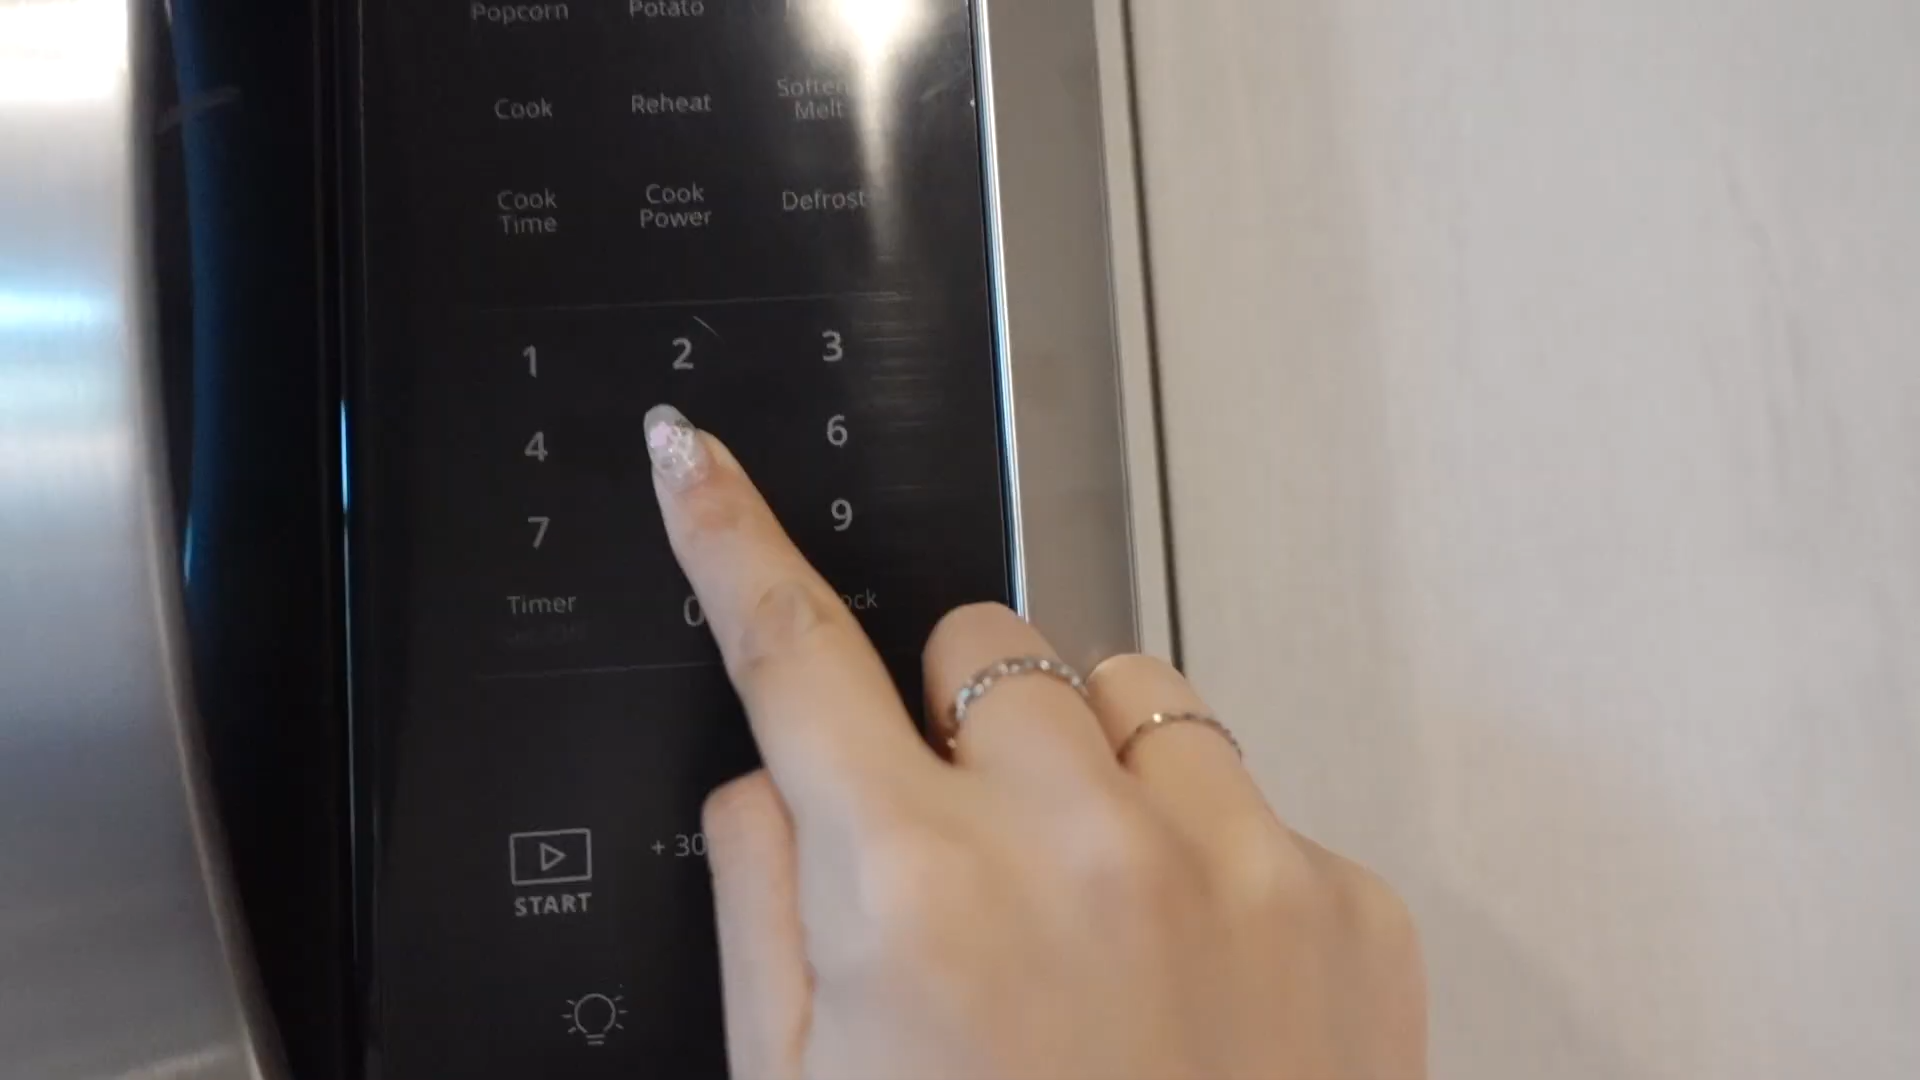 Popcorn Potato
Cook Reheat Soften
Melt
Cook Time Cook Power Defrost
1 2 3
4 6
7 9
Timer 0 ock
+ 30
START